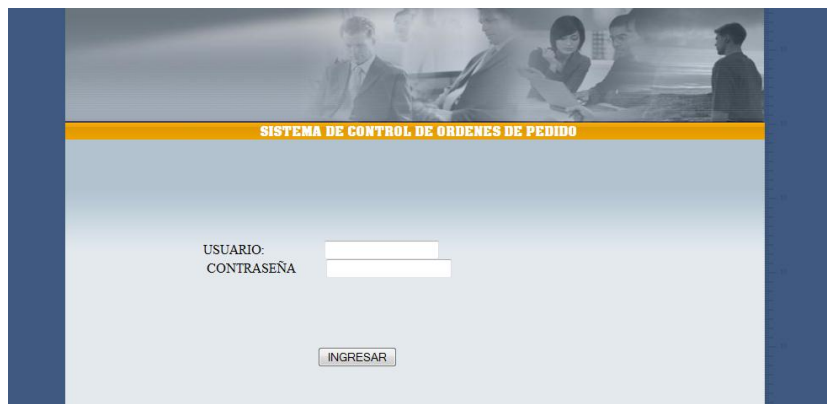 SISTEMA DE CONTROL DE ORDENES DE PEDIDO
USUARIO:
CONTRASEÑA
INGRESAR